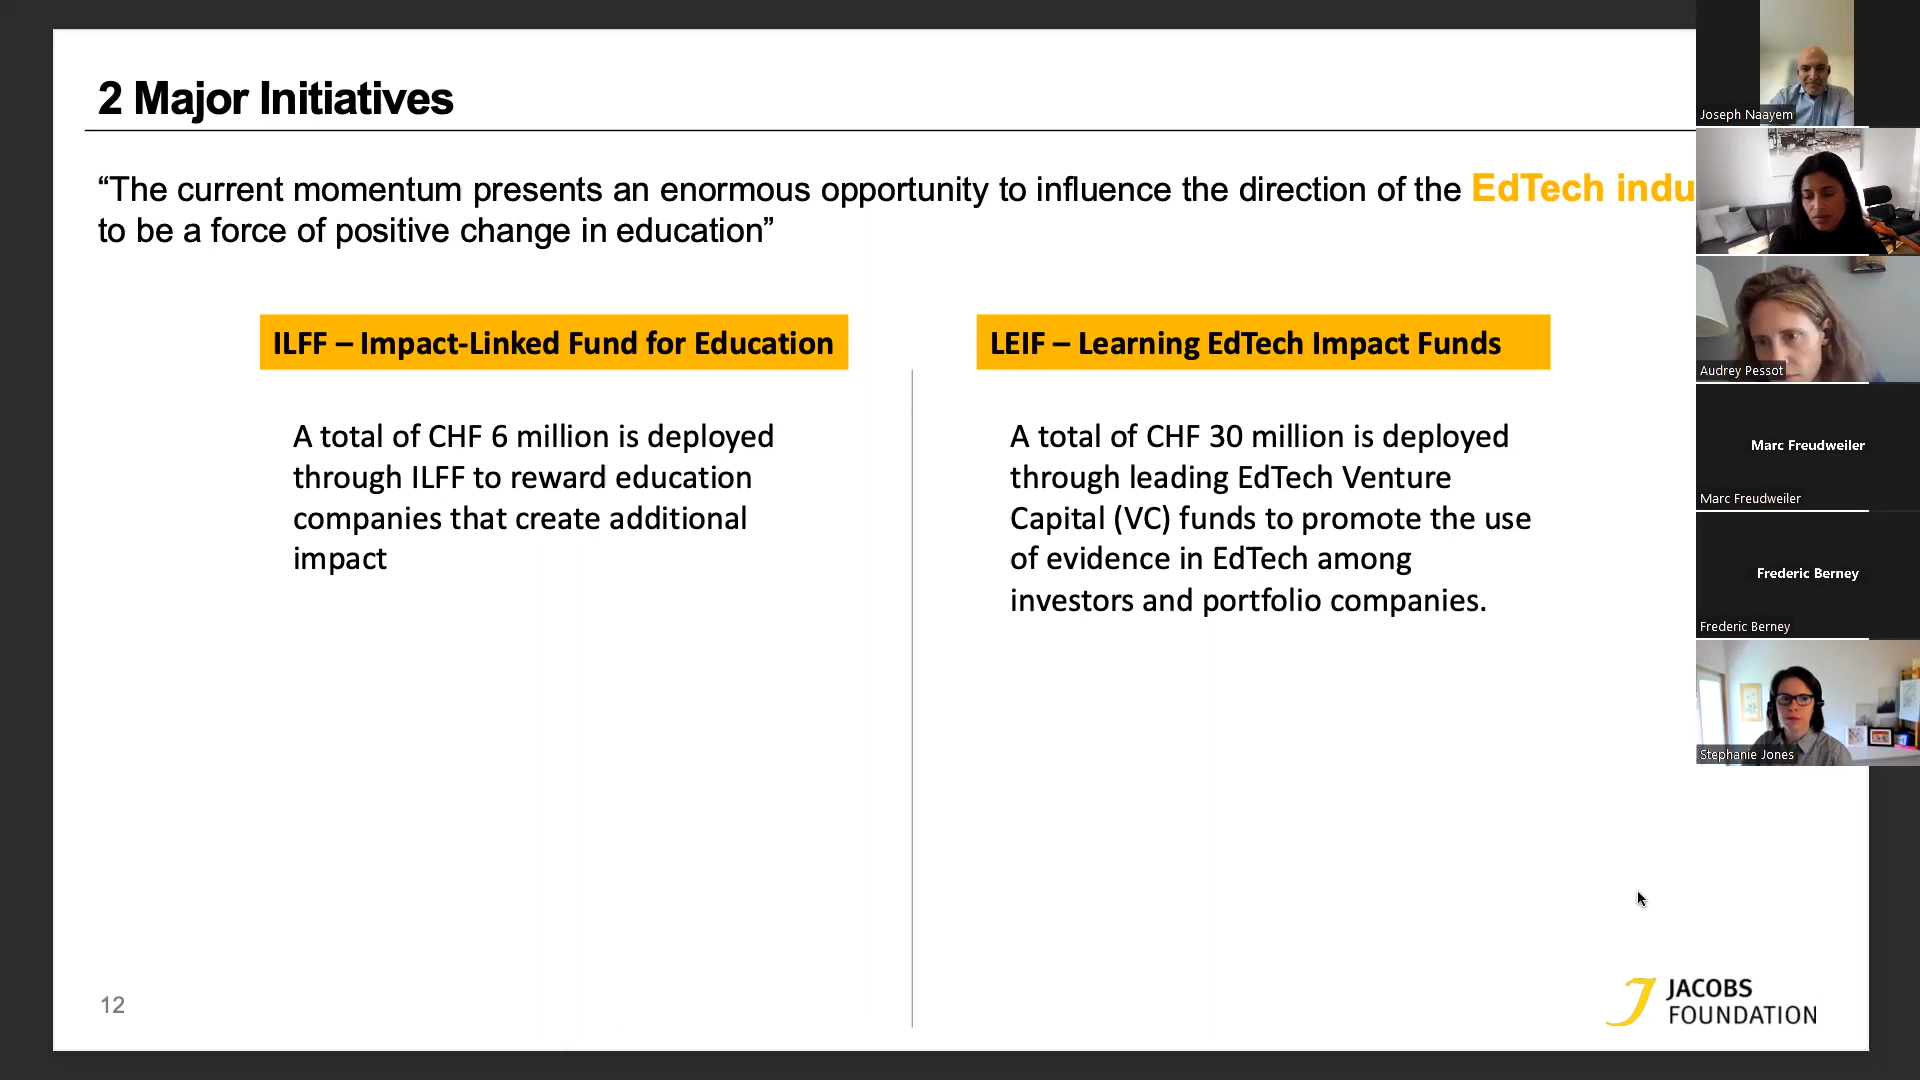 2 Major Initiatives
“The current momentum presents an enormous opportunity to influence the direction of the EdTech indu
to be a force of positive change in education”
ILFF – Impact-Linked Fund for Education
A total of CHF 6 million is deployed
through ILFF to reward education
companies that create additional
impact
LEIF – Learning EdTech Impact Funds
A total of CHF 30 million is deployed
through leading EdTech Venture
Capital (VC) funds to promote the use
of evidence in EdTech among
investors and portfolio companies.
12
JACOBS
FOUNDATION
Joseph Naayem
Audrey Pessot
Marc Freudweiler
Marc Freudweiler
Frederic Berney
Frederic Berney
Stephanie Jones